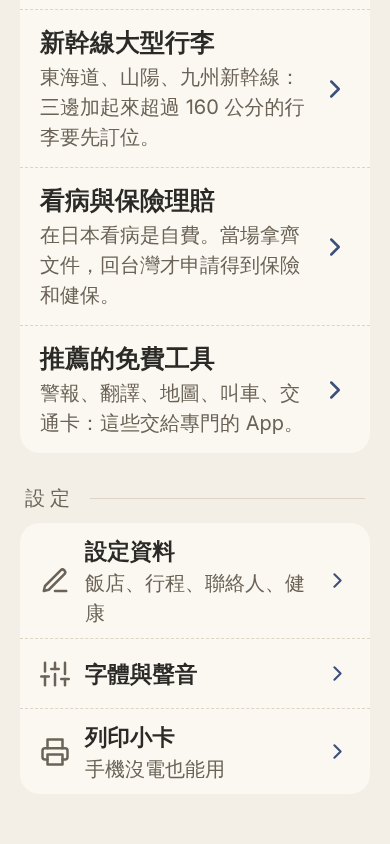 新幹線大型行李
東海道、山陽、九州新幹線：
三邊加起來超過 160 公分的行
李要先訂位。
看病與保險理賠
在日本看病是自費。當場拿齊
文件，回台灣才申請得到保險
和健保。
推薦的免費工具
警報、翻譯、地圖、叫車、交
通卡：這些交給專門的 App。
設定
設定資料
飯店、行程、聯絡人、健
康
字體與聲音
列印小卡
手機沒電也能用